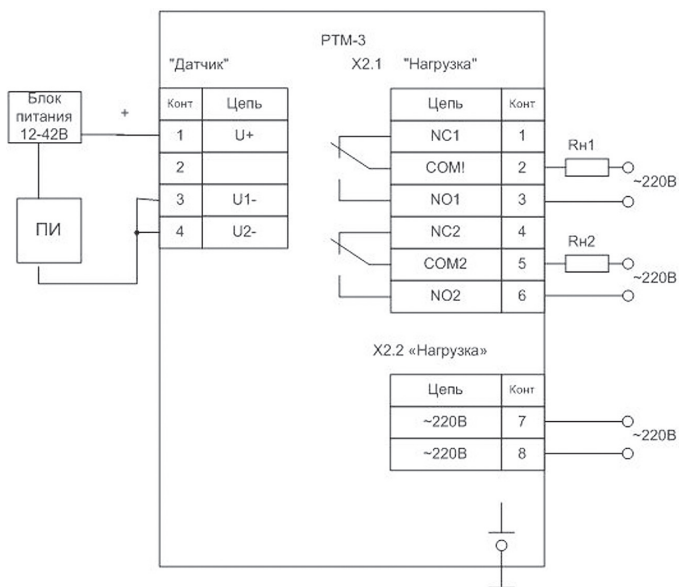 РТМ-3
"Датчик"
Х2.1 "Нагрузка"
Блок
питания
12-42В
+
Конт Цепь
1 U+
2
3 U1-
4 U2-
ПИ
Цепь Конт
NC1 1
COM! 2
NO1 3
NC2 4
COM2 5
NO2 6
Rн1
~220В
Rн2
~220В
Х2.2 «Нагрузка»
Цепь Конт
~220В 7
~220В 8
~220В